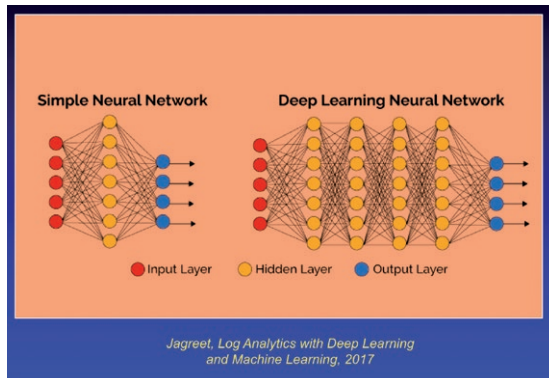 Simple Neural Network
Deep Learning Neural Network
Input Layer
Hidden Layer
Output Layer
Jagreet, Log Analytics with Deep Learning
and Machine Learning, 2017